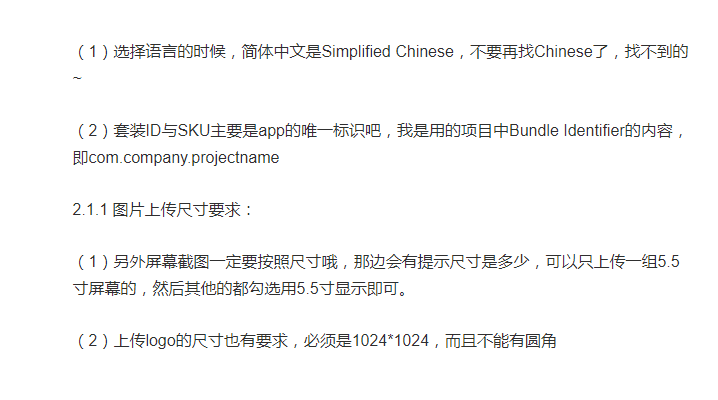 （1）选择语言的时候，简体中文是Simplified Chinese，不要再找Chinese了，找不到的
~
（2）套装ID与SKU主要是app的唯一标识吧，我是用的项目中Bundle Identifier的内容，
即com.company.projectname
2.1.1 图片上传尺寸要求：
（1）另外屏幕截图一定要按照尺寸哦，那边会有提示尺寸是多少，可以只上传一组5.5
寸屏幕的，然后其他的都勾选用5.5寸显示即可。
（2）上传logo的尺寸也有要求，必须是1024*1024，而且不能有圆角